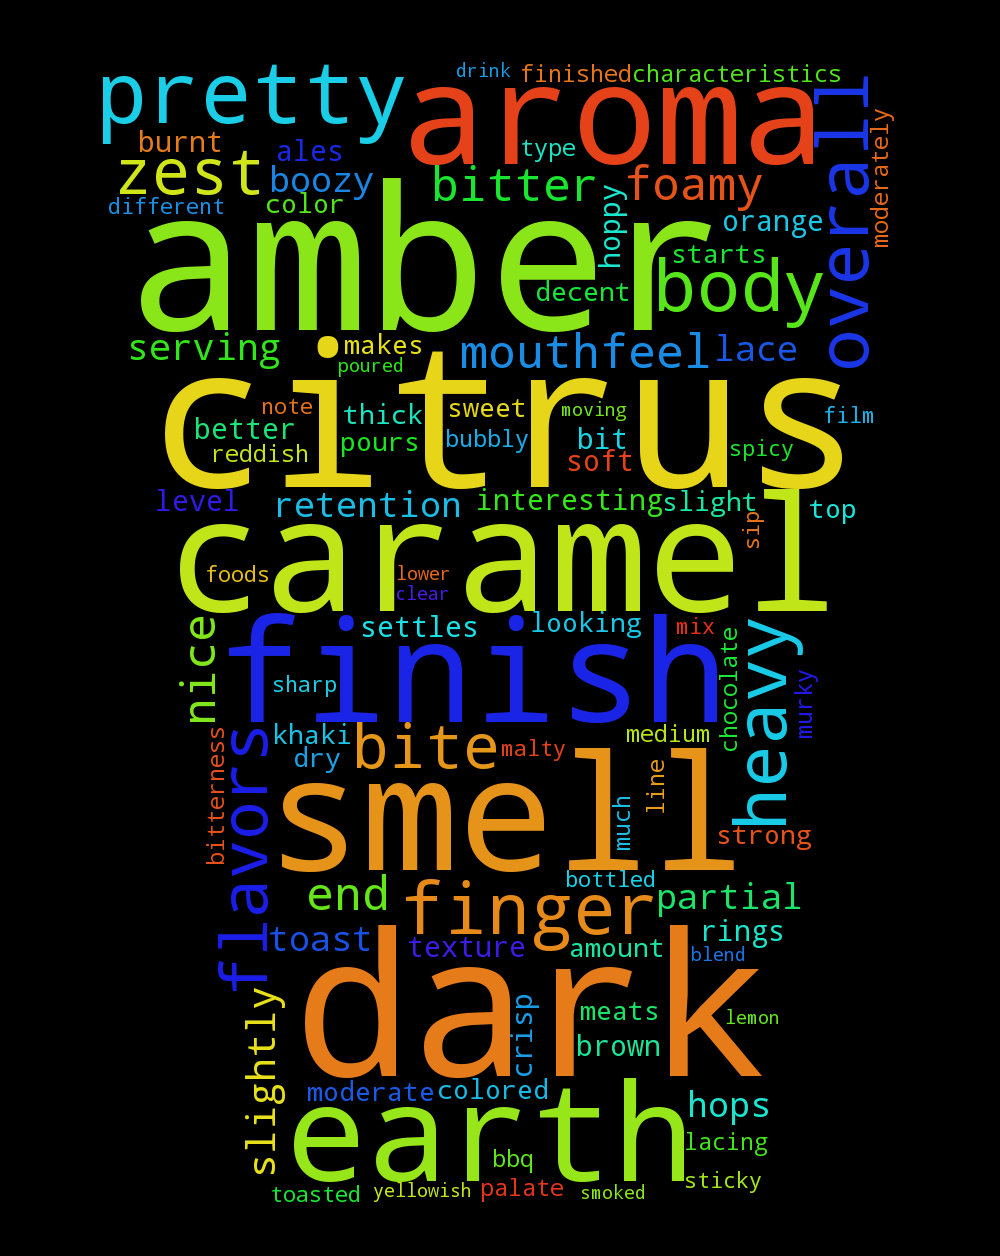 drink finished characteristics
pretty aroma overall moderately
burnt ales type
zest boozy bitter foamy
different color hoppy orange
amber starts
decent body
serving makes mouthfeel lace
poured
citrus
note thick sweet moving film
better pours bubbly bit spicy
reddish soft
level retention interesting slight top
caramel sip
foods lower
clear
nice settles looking mix
finish chocolate heavy murky
sharp
flavors khaki bite malty medium
bitterness dry line
smell much strong
end finger bottled partial
toast texture amount rings
blend
dark
slightly crisp meats lemon
brown
moderate colored hops
earth lacing
bbq sticky
toasted yellowish palate smoked